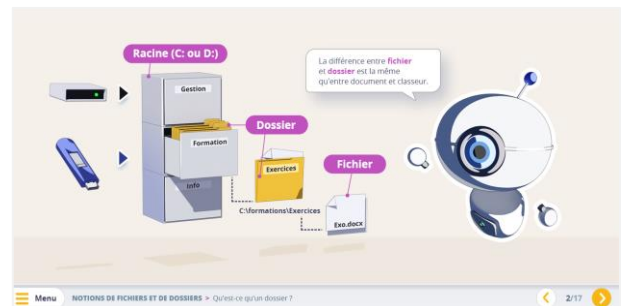 Racine (C: ou D:)
La différence entre fichier
et dossier est la même
qu'entre document et classeur.
Gestion
Dossier
Formation
Fichier
Exercices
Info
C:\formations\Exercices
Exo.docx
Menu
NOTIONS DE FICHIERS ET DE DOSSIERS > Qu'est-ce qu'un dossier ?
2/17